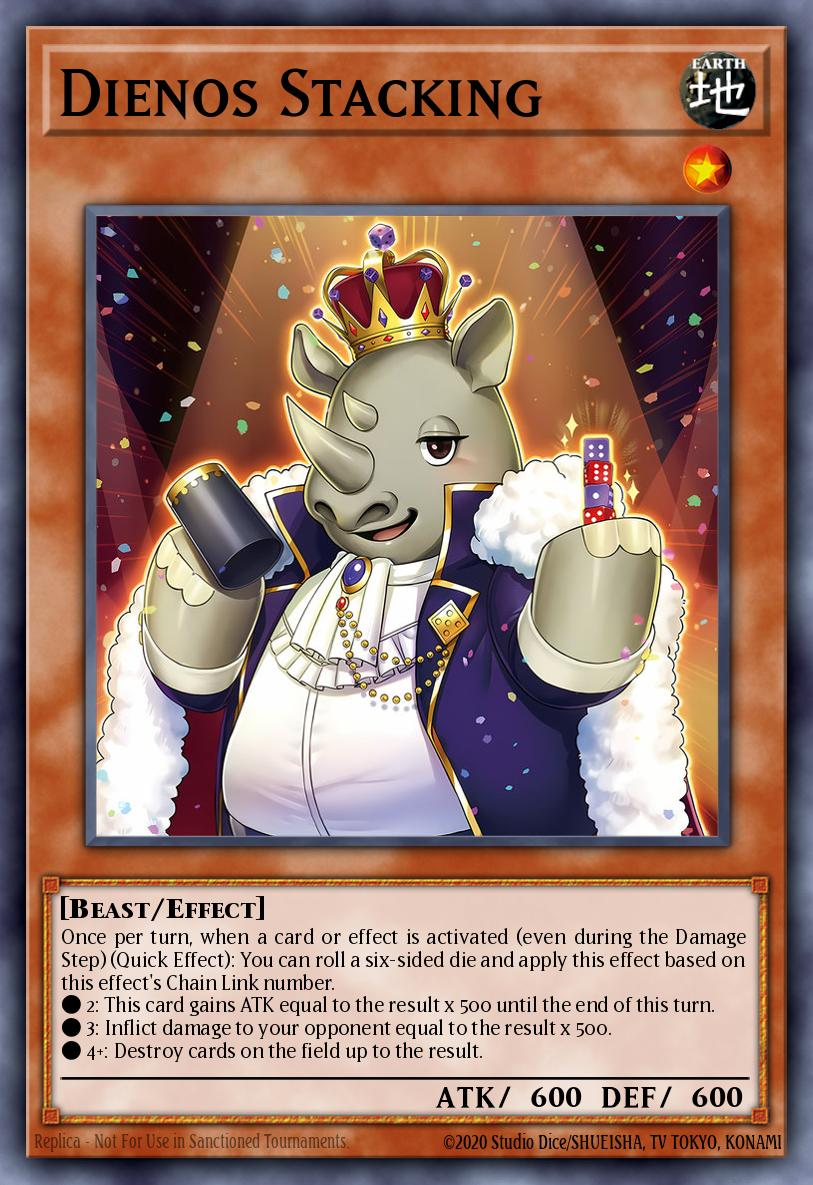 Dienos Stacking
EARTH
地
[Beast/Effect]
Once per turn, when a card or effect is activated (even during the Damage
Step) (Quick Effect): You can roll a six-sided die and apply this effect based on
this effect's Chain Link number.
● 2: This card gains ATK equal to the result x 500 until the end of this turn.
● 3: Inflict damage to your opponent equal to the result x 500.
● 4+: Destroy cards on the field up to the result.
ATK/ 600 DEF/ 600
Replica - Not For Use in Sanctioned Tournaments.
©2020 Studio Dice/SHUEISHA, TV TOKYO, KONAMI